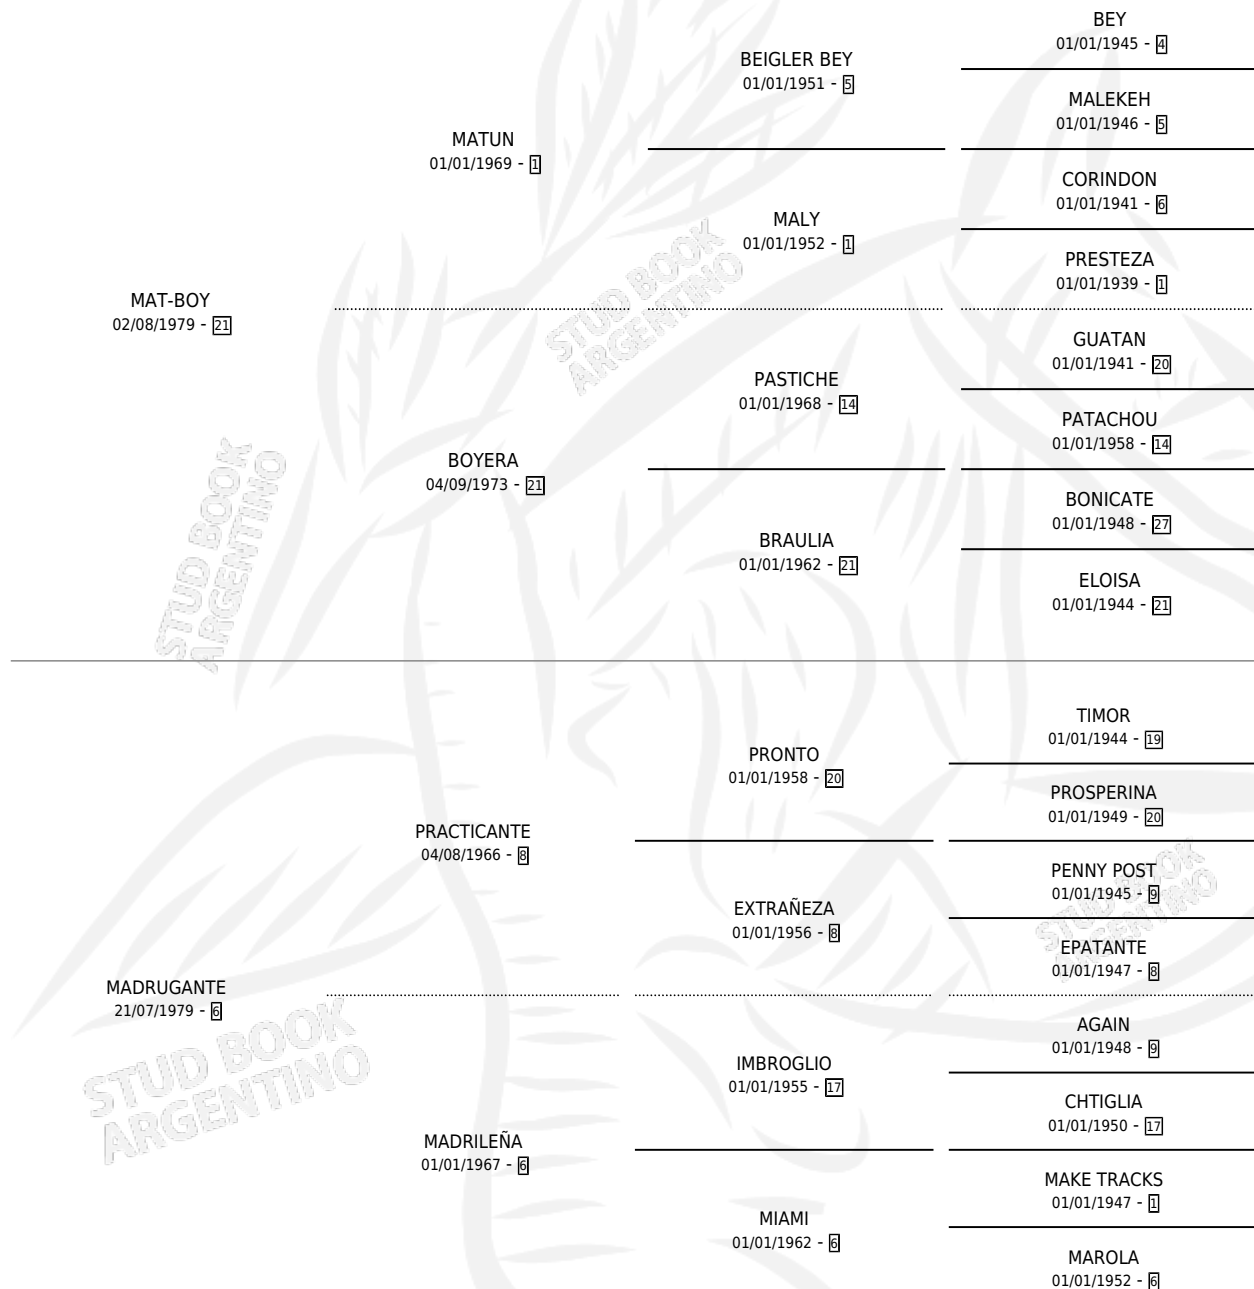 BEY
01/01/1945 - 4
BEIGLER BEY
01/01/1951 - 5
MALEKEH
01/01/1946 - 5
MATUN
01/01/1969 - 1
CORINDON
01/01/1941 - 6
MALY
01/01/1952 - 1
PRESTEZA
01/01/1939 - 1
MAT-BOY
02/08/1979 - 21
STUD BOOK
ARGENTINO
GUATAN
01/01/1941 - 20
PASTICHE
01/01/1968 - 14
PATACHOU
01/01/1958 - 14
BOYERA
04/09/1973 - 21
BONICATE
01/01/1948 - 27
BRAULIA
01/01/1962 - 21
ELOISA
01/01/1944 - 21
STUD BOOK
ARGENTINO
TIMOR
01/01/1944 - 19
PRONTO
01/01/1958 - 20
PROSPERINA
01/01/1949 - 20
PRACTICANTE
04/08/1966 - 8
PENNY POST
01/01/1945 - 9
EXTRAÑEZA
01/01/1956 - 8
STUD BOOK
ARGENTINO
EPATANTE
01/01/1947 - 8
MADRUGANTE
21/07/1979 - 6
AGAIN
01/01/1948 - 9
IMBROGLIO
01/01/1955 - 17
STUD BOOK
ARGENTINO
CHTIGLIA
01/01/1950 - 17
MADRILEÑA
01/01/1967 - 6
MAKE TRACKS
01/01/1947 - 1
MIAMI
01/01/1962 - 6
MAROLA
01/01/1952 - 6